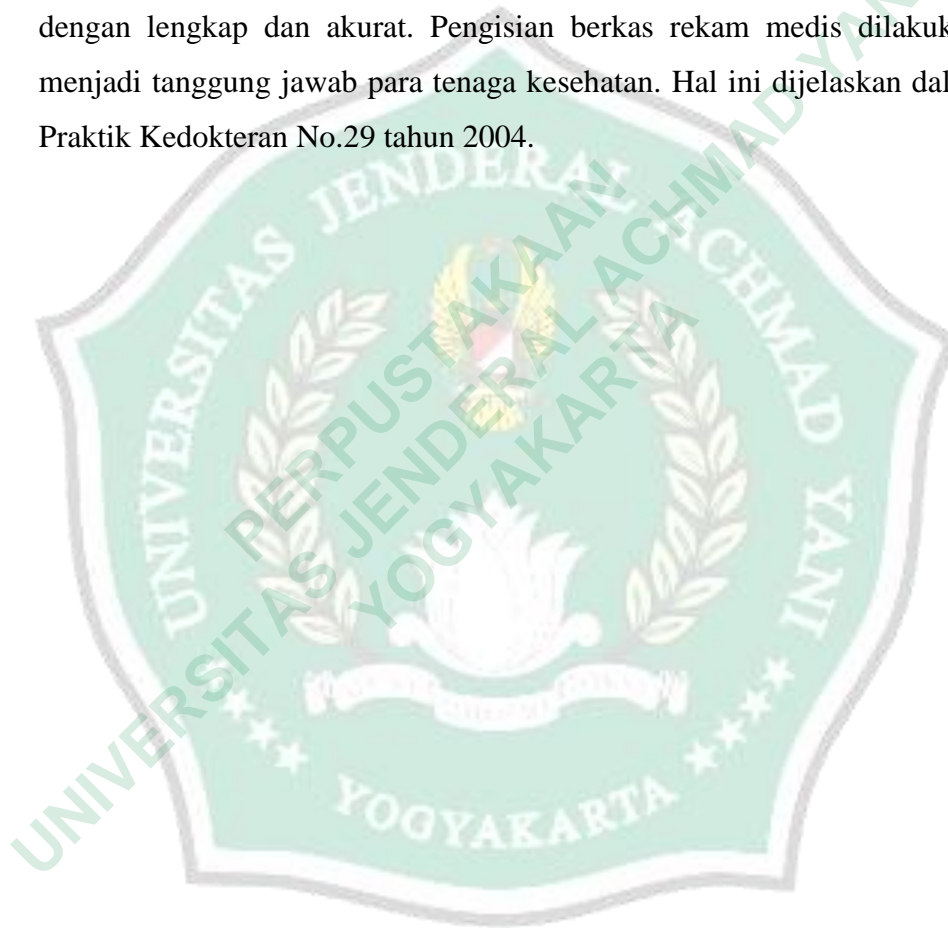 dengan lengkap dan akurat. Pengisian berkas rekam medis dilakuk
menjadi tanggung jawab para tenaga kesehatan. Hal ini dijelaskan dal
Praktik Kedokteran No.29 tahun 2004.
UNIVERSITAS JENDERAL ACHMAD YANI
YOGYAKARTA
PERPUSTAKAAN
UNIVERSITAS JENDERAL ACHMAD YAN
YOGYAKARTA